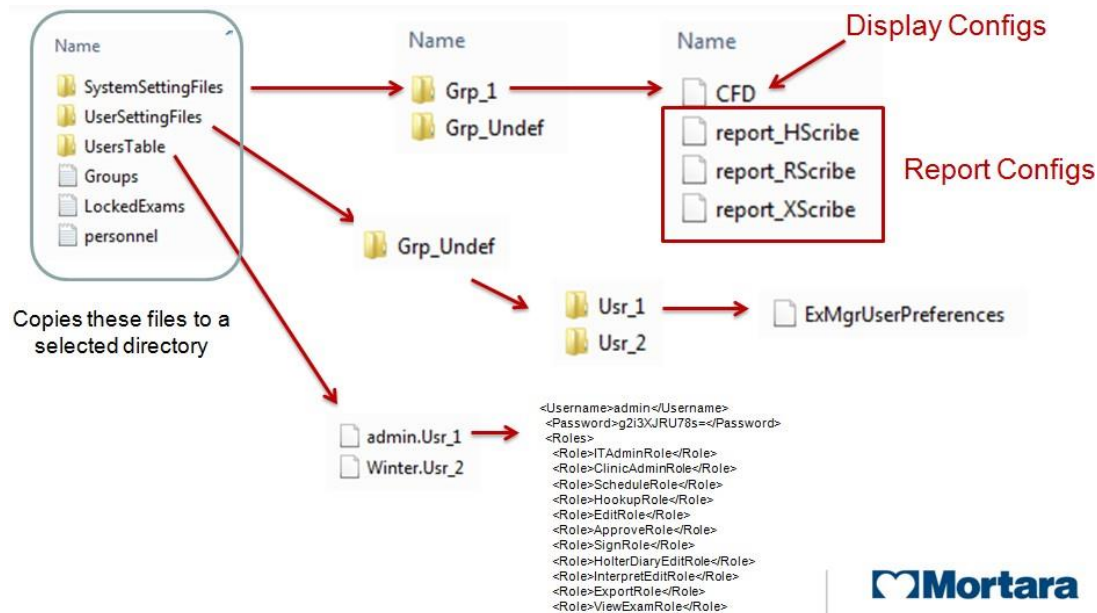 Name
SystemSettingFiles
UserSettingFiles
UsersTable
Groups
LockedExams
personnel
Copies these files to a
selected directory
Name
Grp_1
Grp_Undef
Name
CFD
report_HScribe
report_RScribe
report_XScribe
Display Configs
Report Configs
Grp_Undef
Usr_1
Usr_2
ExMgrUserPreferences
admin.Usr_1
Winter.Usr_2
<Username>admin</Username>
<Password>g2i3XJRU78s=</Password>
<Roles>
<Role>ITAdminRole</Role>
<Role>ClinicAdminRole</Role>
<Role>ScheduleRole</Role>
<Role>HookupRole</Role>
<Role>EditRole</Role>
<Role>ApproveRole</Role>
<Role>SignRole</Role>
<Role>HolterDiaryEditRole</Role>
<Role>InterpretEditRole</Role>
<Role>ExportRole</Role>
<Role>ViewExamRole</Role>
Mortara